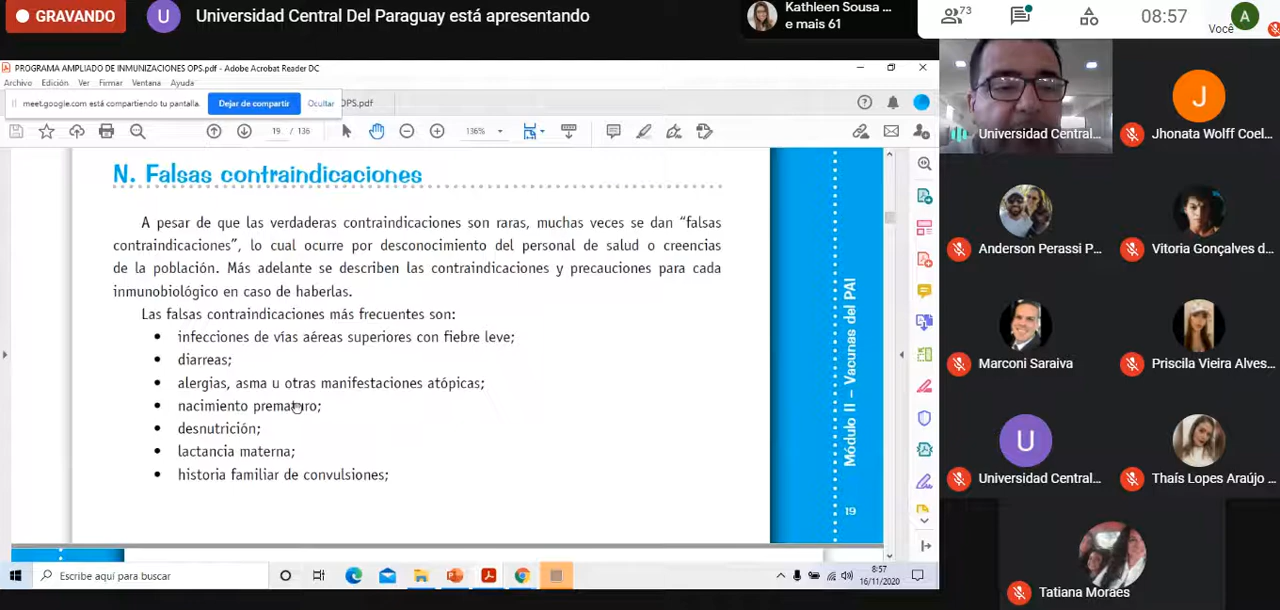 GRAVANDO
U
Universidad Central Del Paraguay está apresentando
Kathleen Sousa ...
e mais 61
73
08:57
Você
A
PROGRAMA AMPLIADO DE INMUNIZACIONES OPS.pdf - Adobe Acrobat Reader DC
Archivo Edición Ver Firmar Ventana Ayuda
meet.google.com está compartiendo tu pantalla.
Dejar de compartir
Ocultar
OPS.pdf
19 / 136
136%
N. Falsas contraindicaciones
A pesar de que las verdaderas contraindicaciones son raras, muchas veces se dan “falsas
contraindicaciones”, lo cual ocurre por desconocimiento del personal de salud o creencias
de la población. Más adelante se describen las contraindicaciones y precauciones para cada
inmunobiológico en caso de haberlas.
Las falsas contraindicaciones más frecuentes son:
• infecciones de vías aéreas superiores con fiebre leve;
• diarreas;
• alergias, asma u otras manifestaciones atópicas;
• nacimiento prematuro;
• desnutrición;
• lactancia materna;
• historia familiar de convulsiones;
Módulo II – Vacunas del PAI
19
Escribe aquí para buscar
8:57
16/11/2020
Universidad Central...
J
Jhonata Wolff Coel...
Anderson Perassi P...
Vitoria Gonçalves d...
Marconi Saraiva
Priscila Vieira Alves...
U
Universidad Central...
Thaís Lopes Araújo ...
Tatiana Moraes